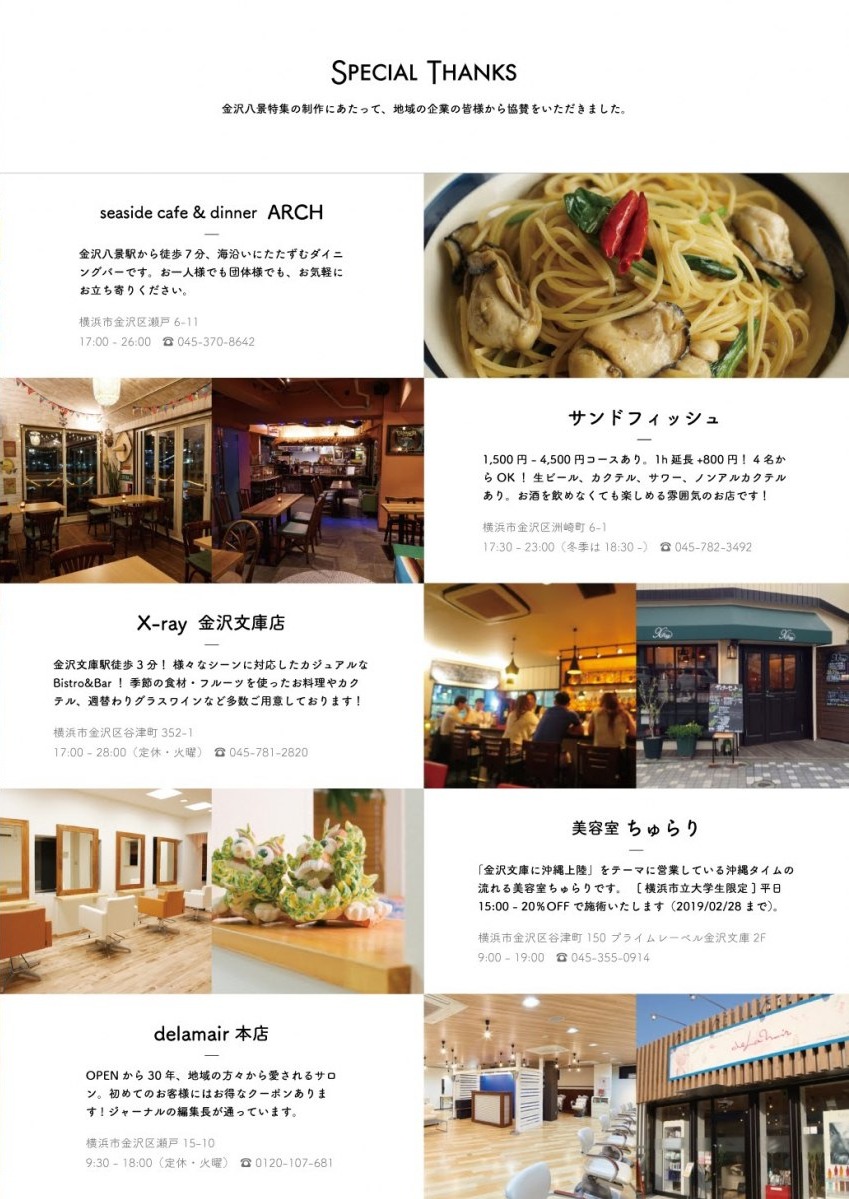 SPECIAL THANKS
金沢八景特集の制作にあたって、地域の企業の皆様から協賛をいただきました。
seaside cafe & dinner ARCH
金沢八景駅から徒歩7分、海沿いにたたずむダイニ
ングバーです。お一人様でも団体様でも、お気軽に
お立ち寄りください。
横浜市金沢区瀬戸 6-11
17:00 - 26:00 ☎ 045-370-8642
サンドフィッシュ
1,500 円 - 4,500 円コースあり。1h 延長 +800 円！ 4 名か
ら OK ！ 生ビール、カクテル、サワー、ノンアルカクテル
あり。お酒を飲めなくても楽しめる雰囲気のお店です！
横浜市金沢区洲崎町 6-1
17:30 - 23:00（冬季は 18:30 -） ☎ 045-782-3492
X-ray 金沢文庫店
金沢文庫駅徒歩 3 分！ 様々なシーンに対応したカジュアルな
Bistro&Bar ！ 季節の食材・フルーツを使ったお料理やカク
テル、週替わりグラスワインなど多数ご用意しております！
横浜市金沢区谷津町 352-1
17:00 - 28:00（定休・火曜） ☎ 045-781-2820
X-ray
X-ray
美容室 ちゅらり
「金沢文庫に沖縄上陸」をテーマに営業している沖縄タイムの
流れる美容室ちゅらりです。 ［ 横浜市立大学生限定 ] 平日
15:00 - 20％OFF で施術いたします（2019/02/28 まで）。
横浜市金沢区谷津町 150 プライムレーベル金沢文庫 2F
9:00 - 19:00 ☎ 045-355-0914
delamair 本店
OPEN から 30 年、地域の方々から愛されるサロ
ン。初めてのお客様にはお得なクーポンありま
す！ジャーナルの編集長が通っています。
横浜市金沢区瀬戸 15-10
9:30 - 18:00（定休・火曜） ☎ 0120-107-681